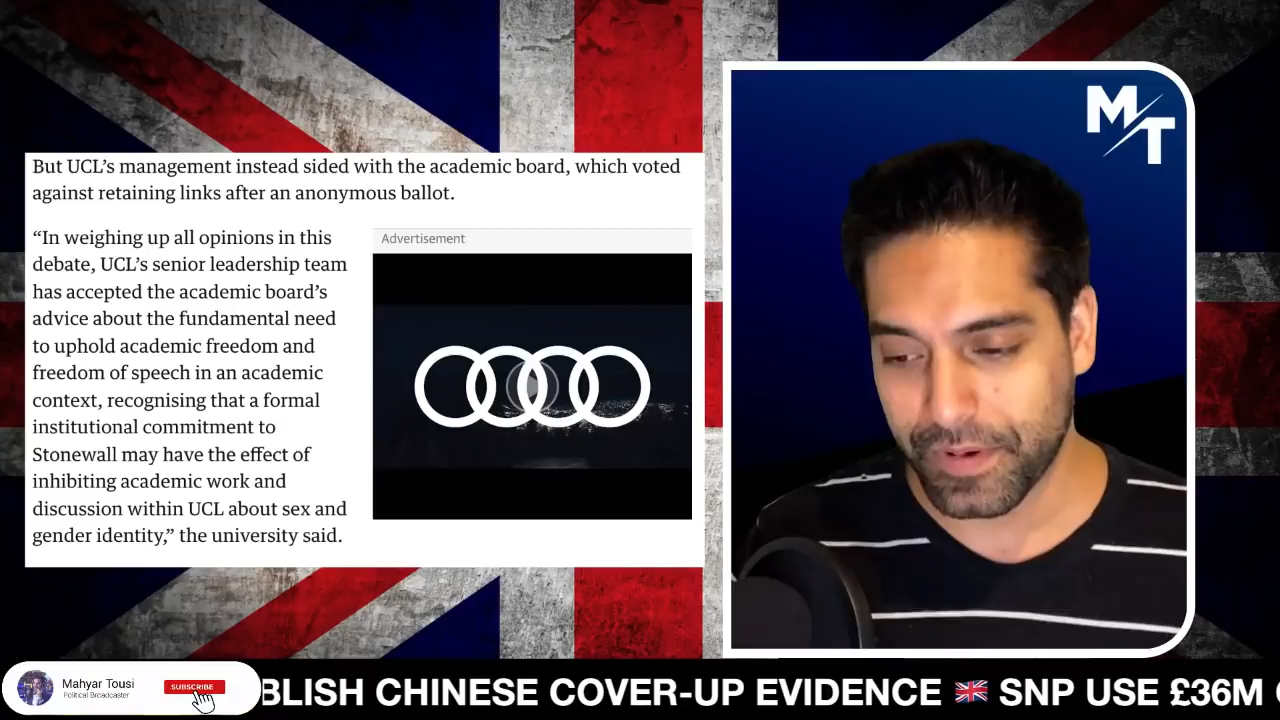 But UCL’s management instead sided with the academic board, which voted
against retaining links after an anonymous ballot.
“In weighing up all opinions in this
debate, UCL’s senior leadership team
has accepted the academic board’s
advice about the fundamental need
to uphold academic freedom and
freedom of speech in an academic
context, recognising that a formal
institutional commitment to
Stonewall may have the effect of
inhibiting academic work and
discussion within UCL about sex and
gender identity,” the university said.
Advertisement
MT
Mahyar Tousi
Political Broadcaster
SUBSCRIBE
BLISH CHINESE COVER-UP EVIDENCE 🇬🇧 SNP USE £36M